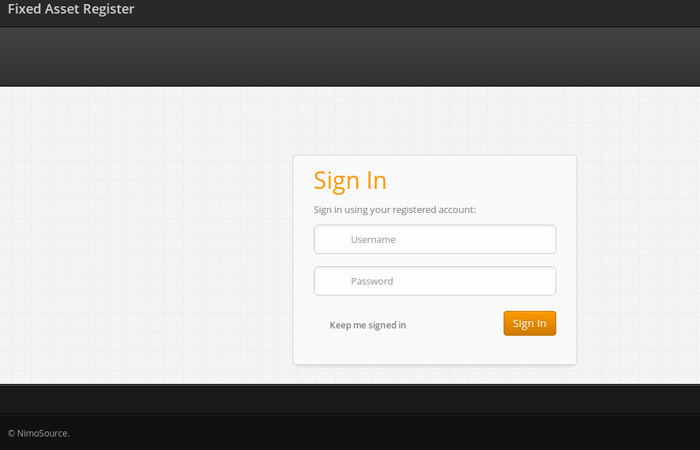 Fixed Asset Register
Sign In
Sign in using your registered account:
Username
Password
Keep me signed in
Sign In
© NimoSource.